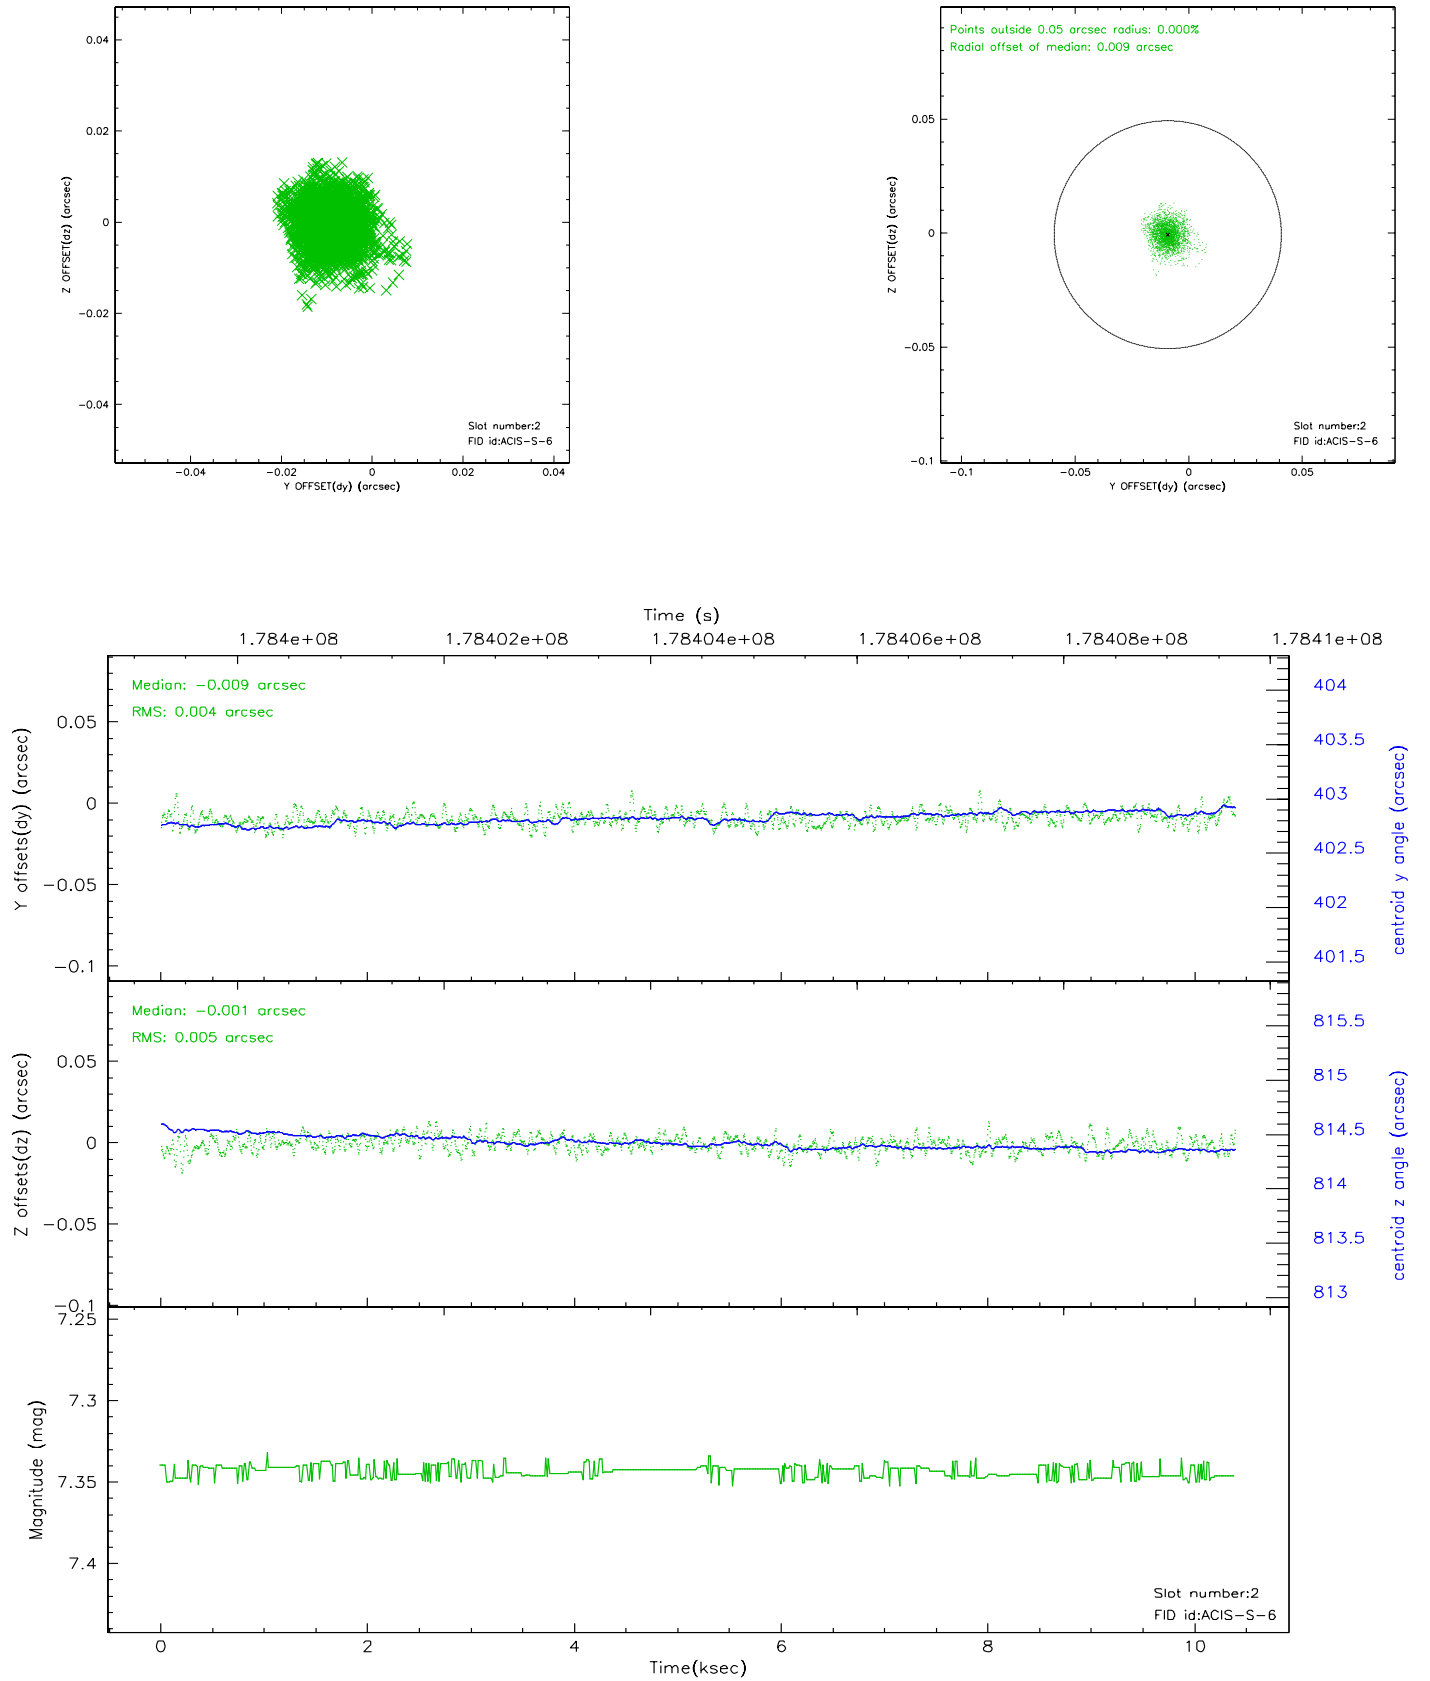 0.04
0.02
0
-0.02
-0.04
Z OFFSET(dz) (arcsec)
Slot number:2
FID id:ACIS-S-6
-0.04 -0.02 0 0.02 0.04
Y OFFSET(dy) (arcsec)
Points outside 0.05 arcsec radius: 0.000%
Radial offset of median: 0.009 arcsec
0.05
0
-0.05
-0.1
Z OFFSET(dz) (arcsec)
Slot number:2
FID id:ACIS-S-6
-0.1 -0.05 0 0.05
Y OFFSET(dy) (arcsec)
Time (s)
1.784e+08 1.78402e+08 1.78404e+08 1.78406e+08 1.78408e+08 1.7841e+08
Median: -0.009 arcsec
RMS: 0.004 arcsec
0.05
0
-0.05
-0.1
Y offsets(dy) (arcsec)
404
403.5
403
402.5
402
401.5
centroid y angle (arcsec)
Median: -0.001 arcsec
RMS: 0.005 arcsec
0.05
0
-0.05
-0.1
Z offsets(dz) (arcsec)
815.5
815
814.5
814
813.5
813
centroid z angle (arcsec)
7.25
7.3
7.35
7.4
Magnitude (mag)
Slot number:2
FID id:ACIS-S-6
0 2 4 6 8 10
Time(ksec)